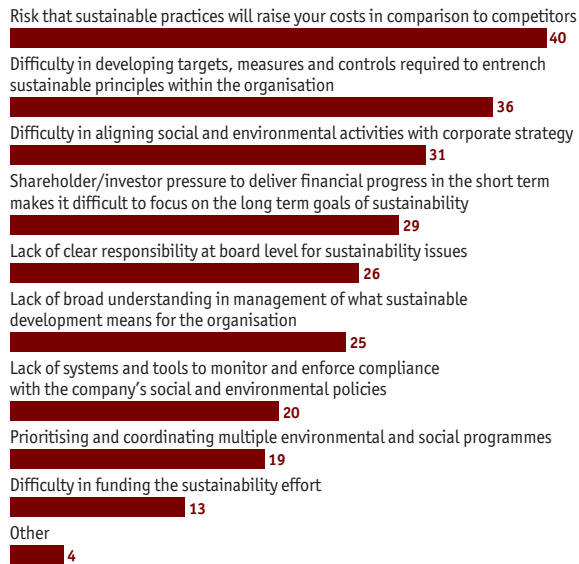 Risk that sustainable practices will raise your costs in comparison to competitors
40
Difficulty in developing targets, measures and controls required to entrench
sustainable principles within the organisation
36
Difficulty in aligning social and environmental activities with corporate strategy
31
Shareholder/investor pressure to deliver financial progress in the short term
makes it difficult to focus on the long term goals of sustainability
29
Lack of clear responsibility at board level for sustainability issues
26
Lack of broad understanding in management of what sustainable
development means for the organisation
25
Lack of systems and tools to monitor and enforce compliance
with the company's social and environmental policies
20
Prioritising and coordinating multiple environmental and social programmes
19
Difficulty in funding the sustainability effort
13
Other
4